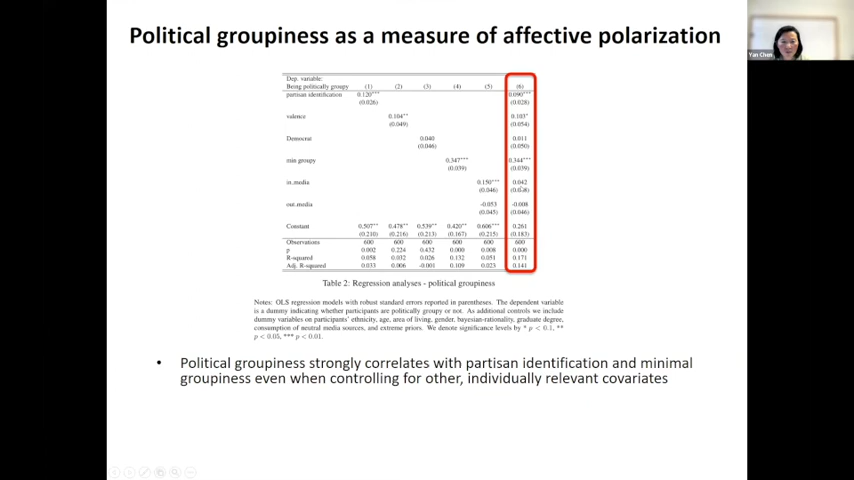 Political groupiness as a measure of affective polarization
Yan Chen
Dep. variable:
Being politically groupy (1) (2) (3) (4) (5) (6)
partisan identification 0.120*** 0.090***
(0.026) (0.028)
valence 0.104** 0.103*
(0.049) (0.054)
Democrat 0.040 0.011
(0.046) (0.050)
min groupy 0.347*** 0.344***
(0.039) (0.039)
in.media 0.150*** 0.042
(0.046)
out.media -0.053 -0.008
(0.045) (0.046)
Constant 0.507** 0.478** 0.539** 0.420** 0.606*** 0.261
(0.210) (0.216) (0.213) (0.167) (0.215) (0.183)
Observations 600 600 600 600 600 600
p 0.002 0.224 0.432 0.000 0.008 0.000
R-squared 0.058 0.032 0.026 0.132 0.051 0.171
Adj. R-squared 0.033 0.006 -0.001 0.109 0.023 0.141
Table 2: Regression analyses - political groupiness
Notes: OLS regression models with robust standard errors reported in parentheses. The dependent variable
is a dummy indicating whether participants are politically groupy or not. As additional controls we include
dummy variables on participants' ethnicity, age, area of living, gender, bayesian-rationality, graduate degree,
consumption of neutral media sources, and extreme priors. We denote significance levels by * p < 0.1, **
p < 0.05, *** p < 0.01.
• Political groupiness strongly correlates with partisan identification and minimal
groupiness even when controlling for other, individually relevant covariates